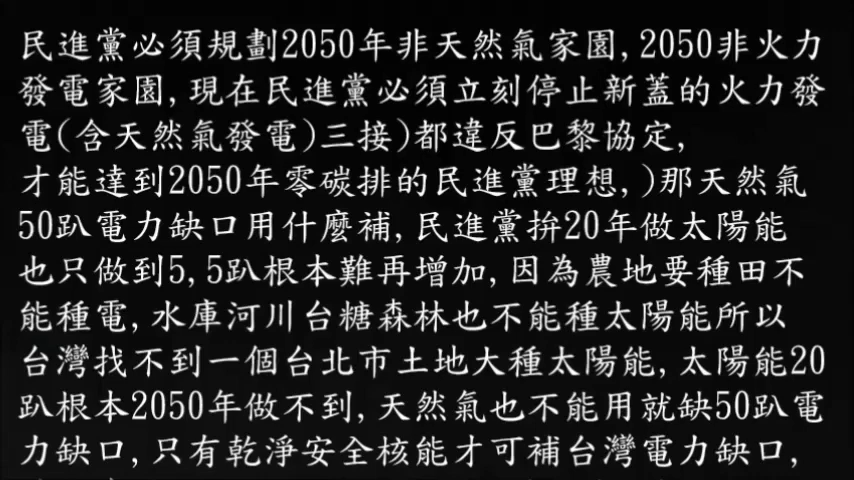 民進黨必須規劃2050年非天然氣家園,2050非火力
發電家園,現在民進黨必須立刻停止新蓋的火力發
電(含天然氣發電)三接)都違反巴黎協定,
才能達到2050年零碳排的民進黨理想,)那天然氣
50趴電力缺口用什麼補,民進黨拚20年做太陽能
也只做到5,5趴根本難再增加,因為農地要種田不
能種電,水庫河川台糖森林也不能種太陽能所以
台灣找不到一個台北市土地大種太陽能,太陽能20
趴根本2050年做不到,天然氣也不能用就缺50趴電
力缺口,只有乾淨安全核能才可補台灣電力缺口,